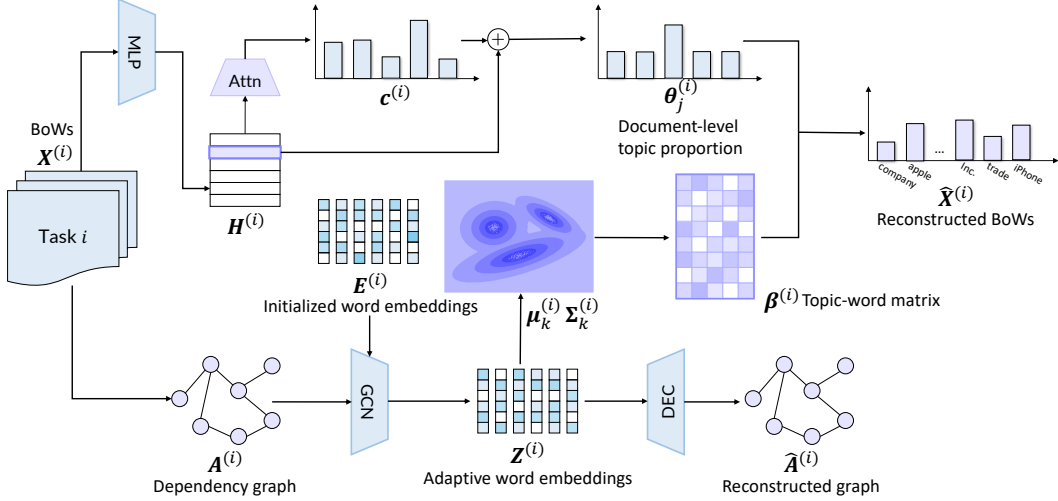 MLP
BoWs
X^(i)
Task i
Attn
H^(i)
c^(i)
+
θ_j^(i)
Document-level
topic proportion
company
apple
...
Inc.
trade
iPhone
X̂^(i)
Reconstructed BoWs
E^(i)
Initialized word embeddings
μ_k^(i) Σ_k^(i)
β^(i) Topic-word matrix
GCN
DEC
A^(i)
Dependency graph
Z^(i)
Adaptive word embeddings
Â^(i)
Reconstructed graph